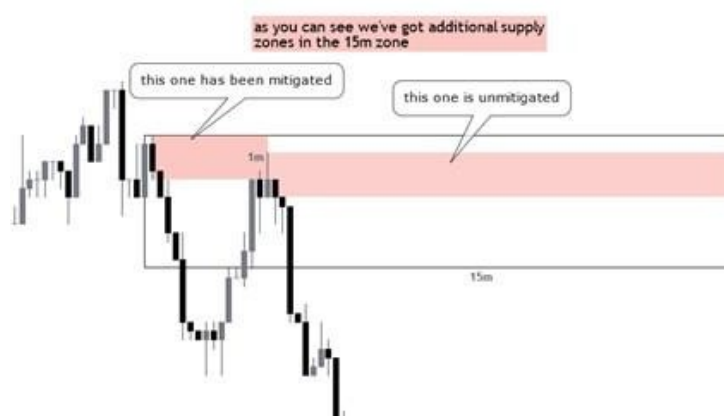 as you can see we've got additional supply
zones in the 15m zone
this one has been mitigated
this one is unmitigated
1m
15m